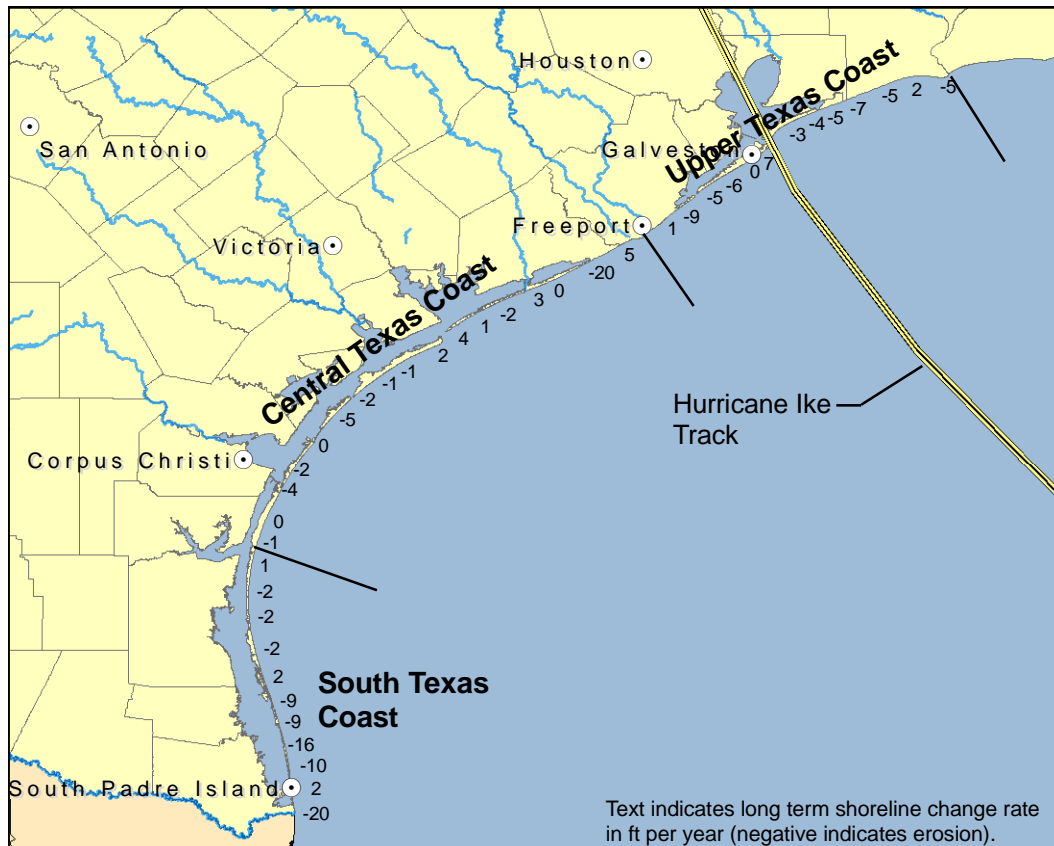 Houston
San Antonio
Galveston
Upper Texas Coast
-3
-4
-5
-7
-5
2
-5
7
0
-6
-5
-9
1
Freeport
5
-20
0
3
-2
1
4
2
Victoria
Central Texas Coast
-1
-1
-2
-5
0
-2
-4
0
-1
Hurricane Ike
Track
Corpus Christi
1
-2
-2
-2
2
-9
-9
-16
-10
2
-20
South Texas
Coast
South Padre Island
Text indicates long term shoreline change rate
in ft per year (negative indicates erosion).